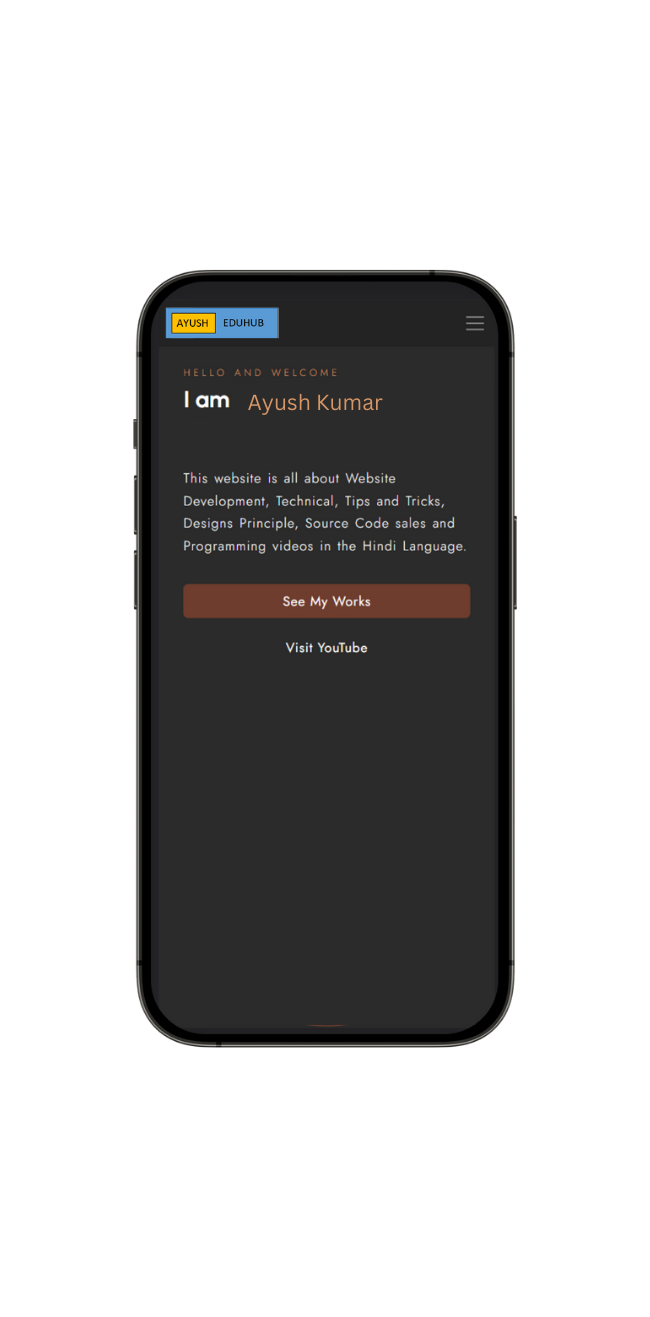 AYUSH EDUHUB
HELLO AND WELCOME
I am Ayush Kumar
This website is all about Website
Development, Technical, Tips and Tricks,
Designs Principle, Source Code sales and
Programming videos in the Hindi Language.
See My Works
Visit YouTube